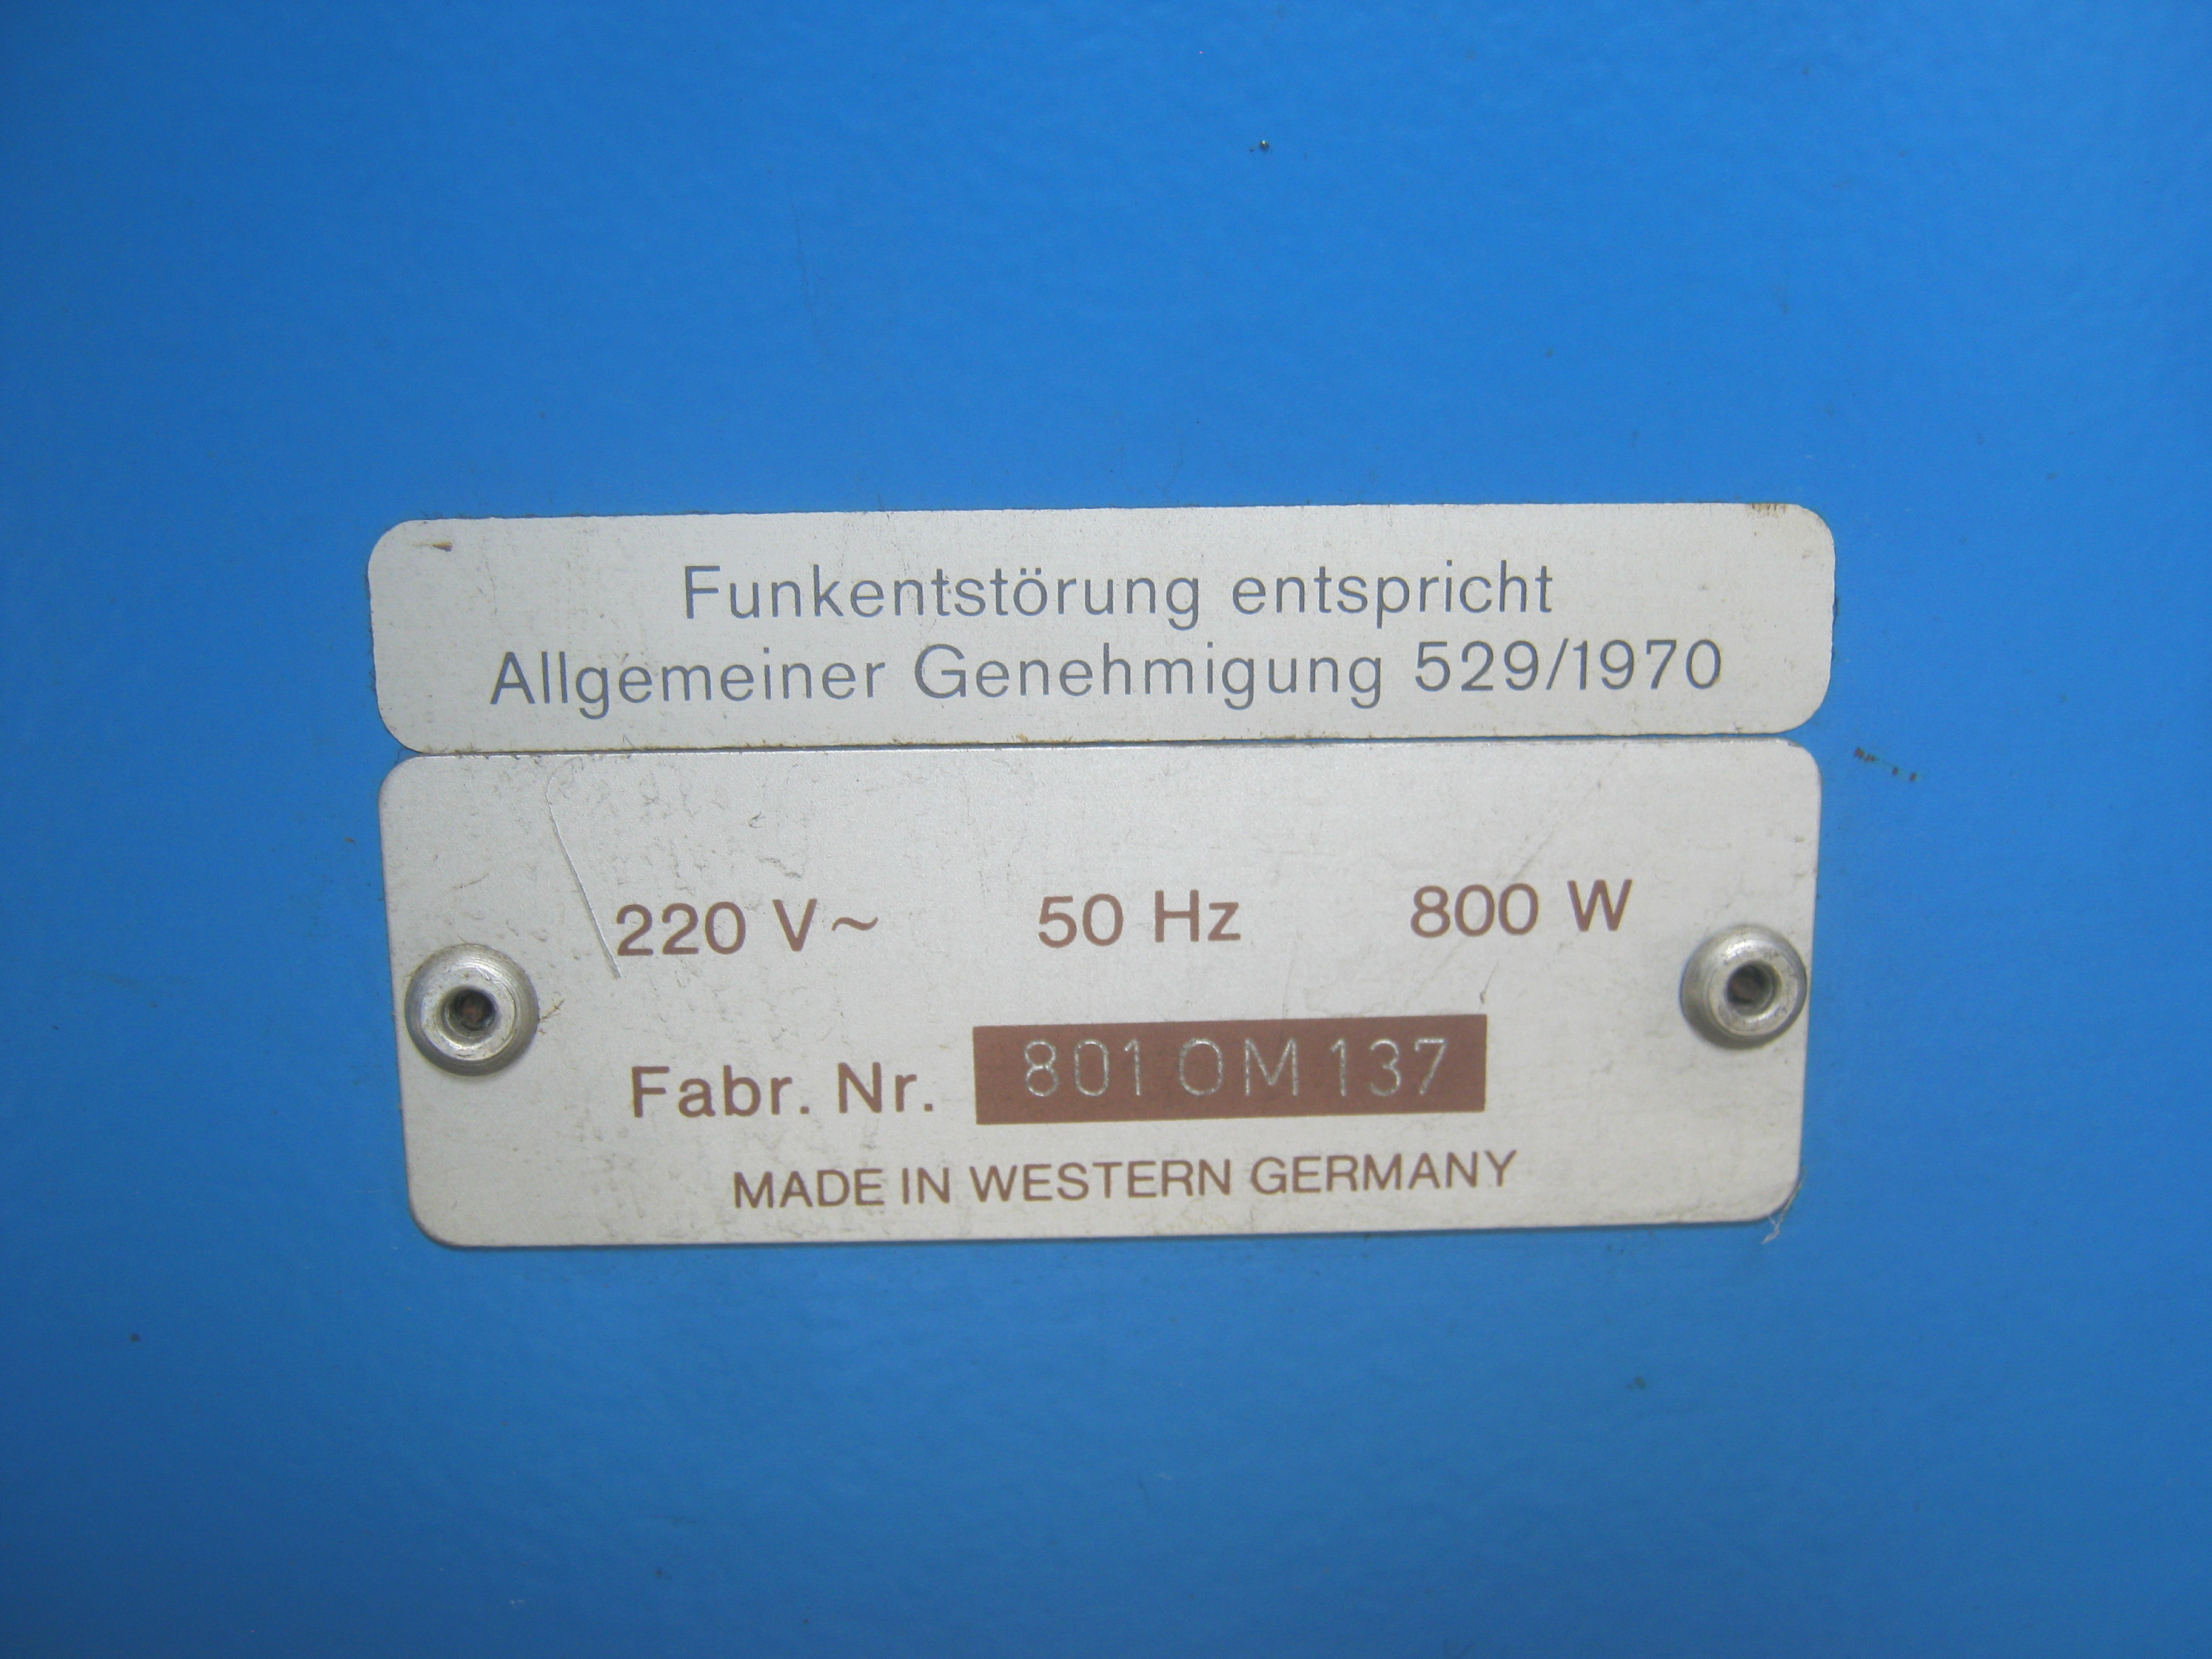 Funkentstörung entspricht
Allgemeiner Genehmigung 529/1970
220 V~ 50 Hz 800 W
Fabr. Nr. 801 OM 137
MADE IN WESTERN GERMANY